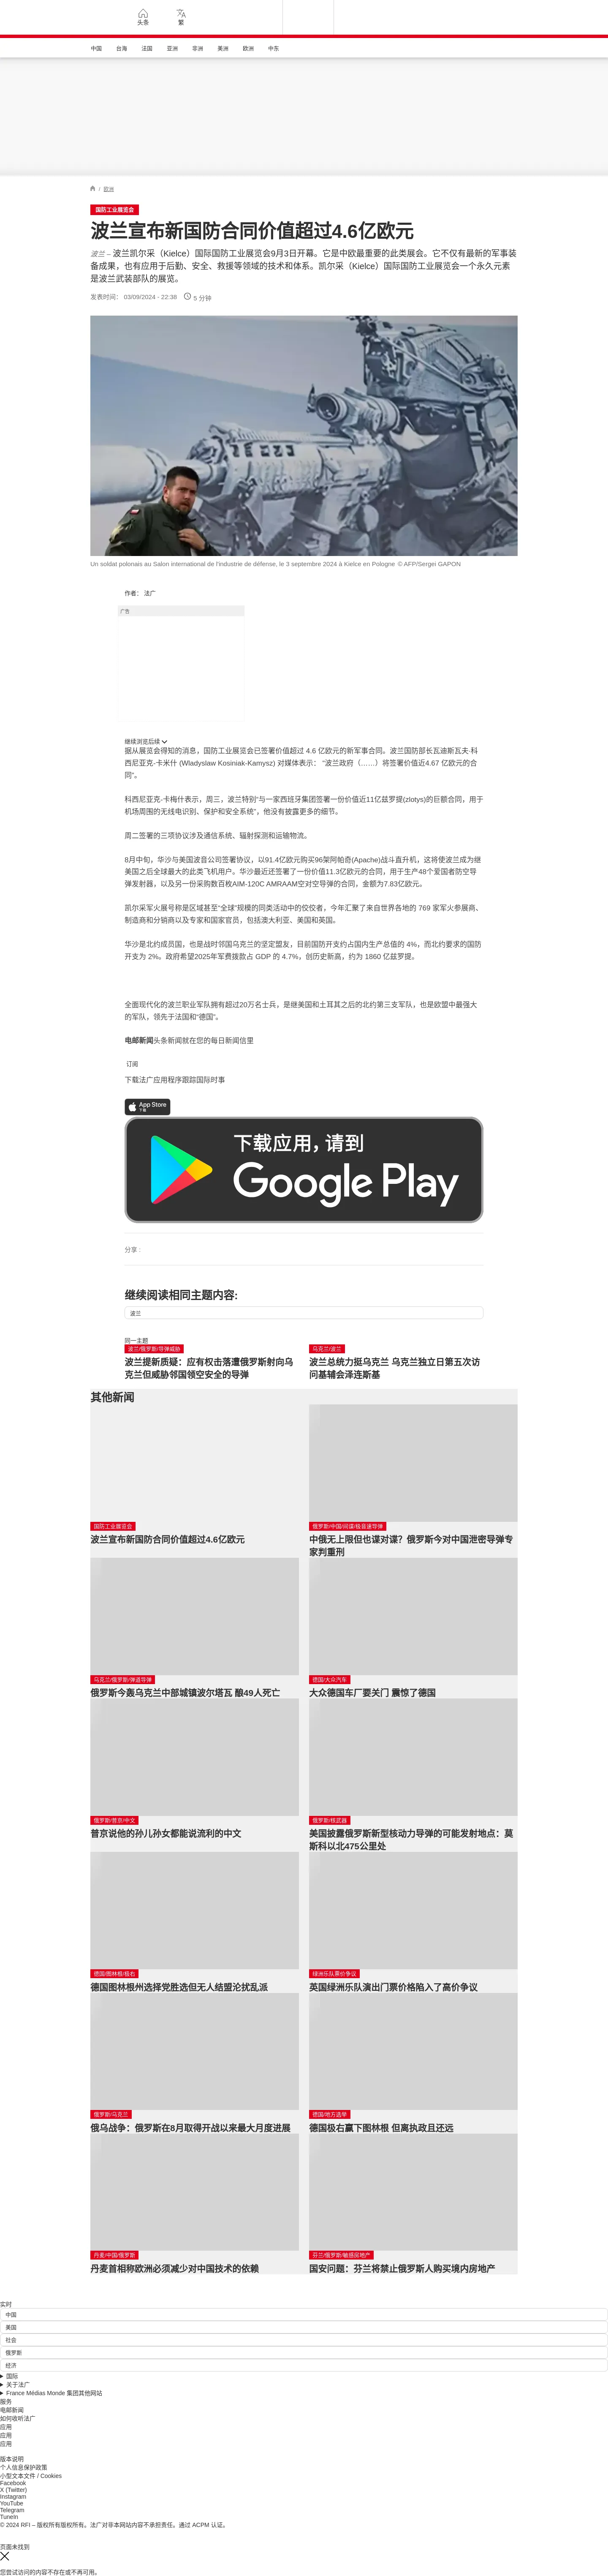 头条
繁
中国 台海 法国 亚洲 非洲 美洲 欧洲 中东
/ 欧洲
国防工业展览会
波兰宣布新国防合同价值超过4.6亿欧元
波兰 – 波兰凯尔采（Kielce）国际国防工业展览会9月3日开幕。它是中欧最重要的此类展会。它不仅有最新的军事装
备成果，也有应用于后勤、安全、救援等领域的技术和体系。凯尔采（Kielce）国际国防工业展览会一个永久元素
是波兰武装部队的展览。
发表时间： 03/09/2024 - 22:38 5 分钟
Un soldat polonais au Salon international de l'industrie de défense, le 3 septembre 2024 à Kielce en Pologne © AFP/Sergei GAPON
作者： 法广
广告
继续浏览后续
据从展览会得知的消息，国防工业展览会已签署价值超过 4.6 亿欧元的新军事合同。波兰国防部长瓦迪斯瓦夫·科
西尼亚克-卡米什 (Wladyslaw Kosiniak-Kamysz) 对媒体表示： “波兰政府（……）将签署价值近4.67 亿欧元的合
同”。
科西尼亚克-卡梅什表示，周三，波兰特别“与一家西班牙集团签署一份价值近11亿兹罗提(zlotys)的巨额合同，用于
机场周围的无线电识别、保护和安全系统”，他没有披露更多的细节。
周二签署的三项协议涉及通信系统、辐射探测和运输物流。
8月中旬，华沙与美国波音公司签署协议，以91.4亿欧元购买96架阿帕奇(Apache)战斗直升机，这将使波兰成为继
美国之后全球最大的此类飞机用户。华沙最近还签署了一份价值11.3亿欧元的合同，用于生产48个爱国者防空导
弹发射器，以及另一份采购数百枚AIM-120C AMRAAM空对空导弹的合同，金额为7.83亿欧元。
凯尔采军火展号称是区域甚至“全球”规模的同类活动中的佼佼者，今年汇聚了来自世界各地的 769 家军火参展商、
制造商和分销商以及专家和国家官员，包括澳大利亚、美国和英国。
华沙是北约成员国，也是战时邻国乌克兰的坚定盟友，目前国防开支约占国内生产总值的 4%，而北约要求的国防
开支为 2%。政府希望2025年军费拨款占 GDP 的 4.7%，创历史新高，约为 1860 亿兹罗提。
全面现代化的波兰职业军队拥有超过20万名士兵，是继美国和土耳其之后的北约第三支军队，也是欧盟中最强大
的军队，领先于法国和“德国”。
电邮新闻头条新闻就在您的每日新闻信里
订阅
下载法广应用程序跟踪国际时事
App Store
下载
下载应用，请到
Google Play
分享 :
继续阅读相同主题内容:
波兰
同一主题
波兰/俄罗斯/导弹威胁
波兰提新质疑：应有权击落遭俄罗斯射向乌
克兰但威胁邻国领空安全的导弹
乌克兰/波兰
波兰总统力挺乌克兰 乌克兰独立日第五次访
问基辅会泽连斯基
其他新闻
国防工业展览会
波兰宣布新国防合同价值超过4.6亿欧元
俄罗斯/中国/间谍/极音速导弹
中俄无上限但也谍对谍？俄罗斯今对中国泄密导弹专
家判重刑
乌克兰/俄罗斯/弹道导弹
俄罗斯今轰乌克兰中部城镇波尔塔瓦 酿49人死亡
德国/大众汽车
大众德国车厂要关门 震惊了德国
俄罗斯/普京/中文
普京说他的孙儿孙女都能说流利的中文
俄罗斯/核武器
美国披露俄罗斯新型核动力导弹的可能发射地点：莫
斯科以北475公里处
德国/图林根/极右
德国图林根州选择党胜选但无人结盟沦扰乱派
绿洲乐队票价争议
英国绿洲乐队演出门票价格陷入了高价争议
俄罗斯/乌克兰
俄乌战争：俄罗斯在8月取得开战以来最大月度进展
德国/地方选举
德国极右赢下图林根 但离执政且还远
丹麦/中国/俄罗斯
丹麦首相称欧洲必须减少对中国技术的依赖
芬兰/俄罗斯/敏感房地产
国安问题：芬兰将禁止俄罗斯人购买境内房地产
实时
中国
美国
社会
俄罗斯
经济
国际
关于法广
France Médias Monde 集团其他网站
服务
电邮新闻
如何收听法广
应用
应用
应用
版本说明
个人信息保护政策
小型文本文件 / Cookies
Facebook
X (Twitter)
Instagram
YouTube
Telegram
TuneIn
© 2024 RFI – 版权所有版权所有。法广对非本网站内容不承担责任。通过 ACPM 认证。
页面未找到
您尝试访问的内容不存在或不再可用。